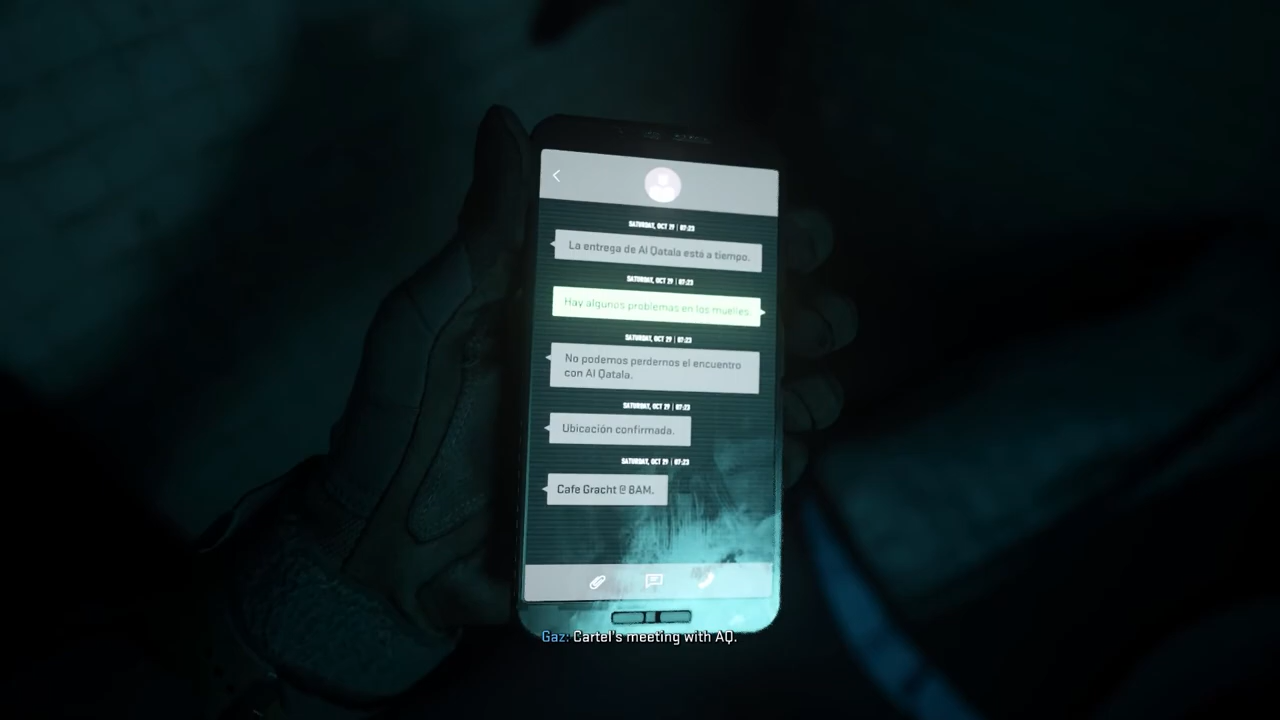 SATURDAY, OCT 29 | 07:23
La entrega de Al Qatala está a tiempo.
SATURDAY, OCT 29 | 07:23
Hay algunos problemas en los muelles.
SATURDAY, OCT 29 | 07:23
No podemos perdernos el encuentro
con Al Qatala.
SATURDAY, OCT 29 | 07:23
Ubicación confirmada.
SATURDAY, OCT 29 | 07:23
Cafe Gracht @ 8AM.
Gaz: Cartel's meeting with AQ.